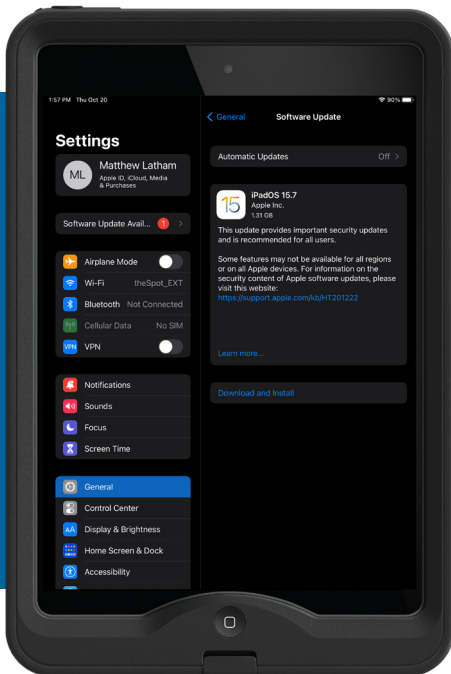 1:57 PM Thu Oct 20
90%
Settings
ML
Matthew Latham
Apple ID, iCloud, Media
& Purchases
Software Update Avail...
1
Airplane Mode
Wi-Fi
theSpot_EXT
Bluetooth
Not Connected
Cellular Data
No SIM
VPN
VPN
Notifications
Sounds
Focus
Screen Time
General
Control Center
AA
Display & Brightness
Home Screen & Dock
Accessibility
General
Software Update
Automatic Updates
Off
15
iPadOS 15.7
Apple Inc.
1.31 GB
This update provides important security updates
and is recommended for all users.
Some features may not be available for all regions
or on all Apple devices. For information on the
security content of Apple software updates, please
visit this website:
https://support.apple.com/kb/HT201222
Learn more...
Download and Install